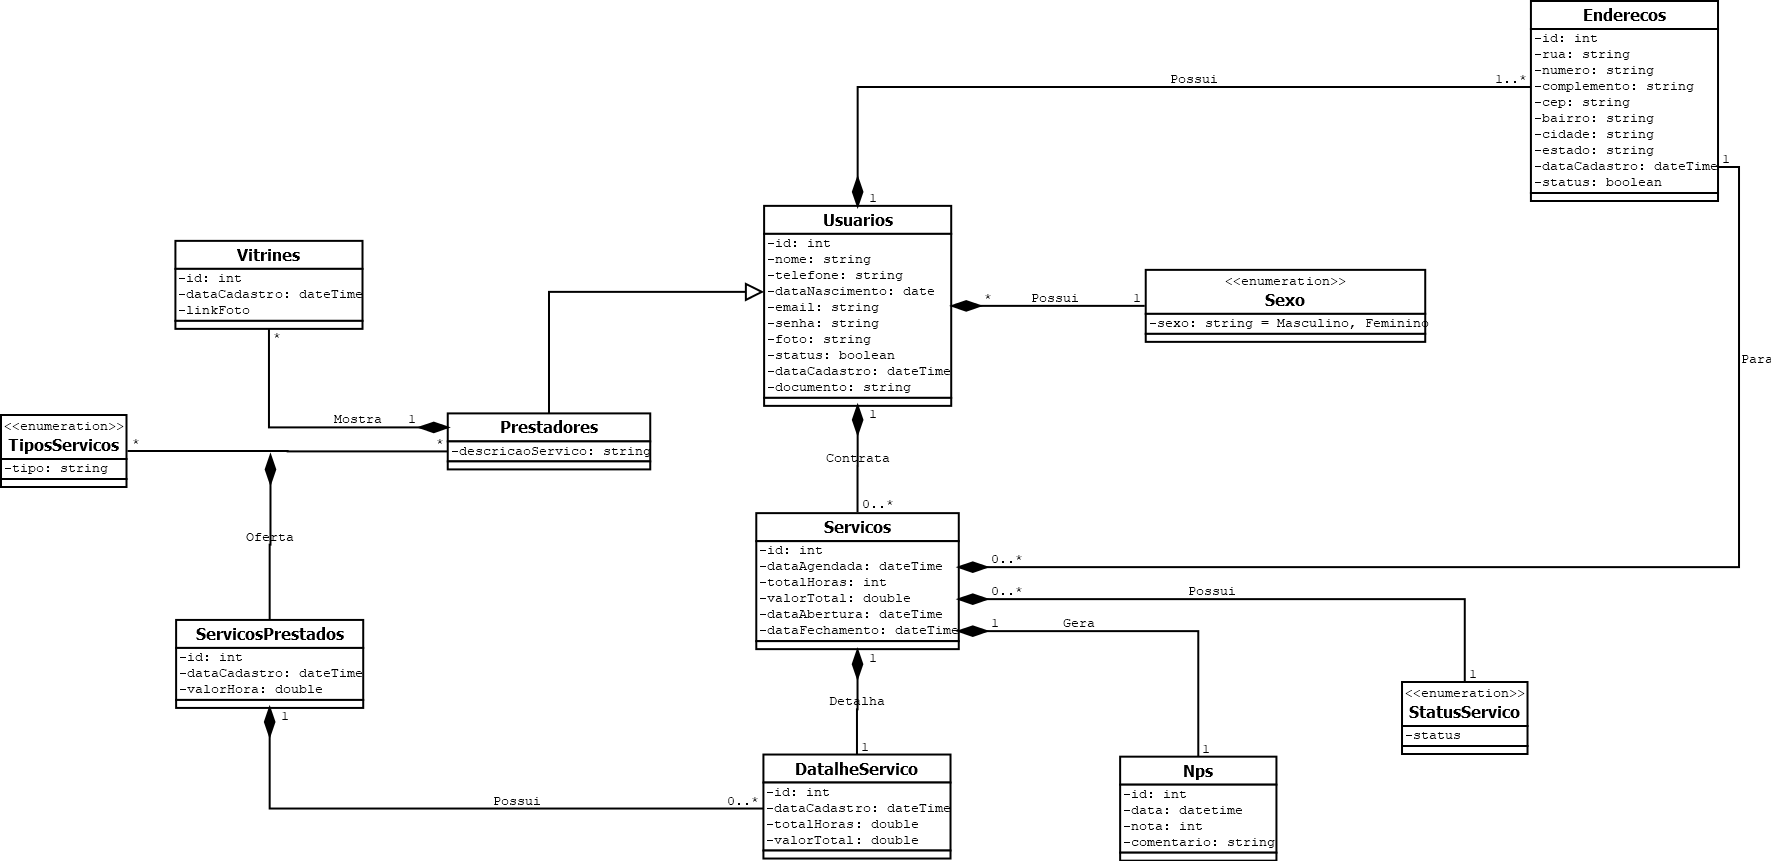 Enderecos
-id: int
-rua: string
-numero: string
-complemento: string
-cep: string
-bairro: string
-cidade: string
-estado: string
-dataCadastro: dateTime
-status: boolean
Possui
1..*
1
1
Usuarios
-id: int
-nome: string
-telefone: string
-dataNascimento: date
-email: string
-senha: string
-foto: string
-status: boolean
-dataCadastro: dateTime
-documento: string
*
Possui
1
<<enumeration>>
Sexo
-sexo: string = Masculino, Feminino
Para
Vitrines
-id: int
-dataCadastro: dateTime
-linkFoto
*
Mostra
1
<<enumeration>>
TiposServicos
-tipo: string
*
*
Prestadores
-descricaoServico: string
1
Contrata
0..*
Oferta
Servicos
-id: int
-dataAgendada: dateTime
-totalHoras: int
-valorTotal: double
-dataAbertura: dateTime
-dataFechamento: dateTime
0..*
0..*
Possui
1
Gera
ServicosPrestados
-id: int
-dataCadastro: dateTime
-valorHora: double
1
Possui
0..*
1
Detalha
1
DatalheServico
-id: int
-dataCadastro: dateTime
-totalHoras: double
-valorTotal: double
1
Nps
-id: int
-data: datetime
-nota: int
-comentario: string
1
<<enumeration>>
StatusServico
-status